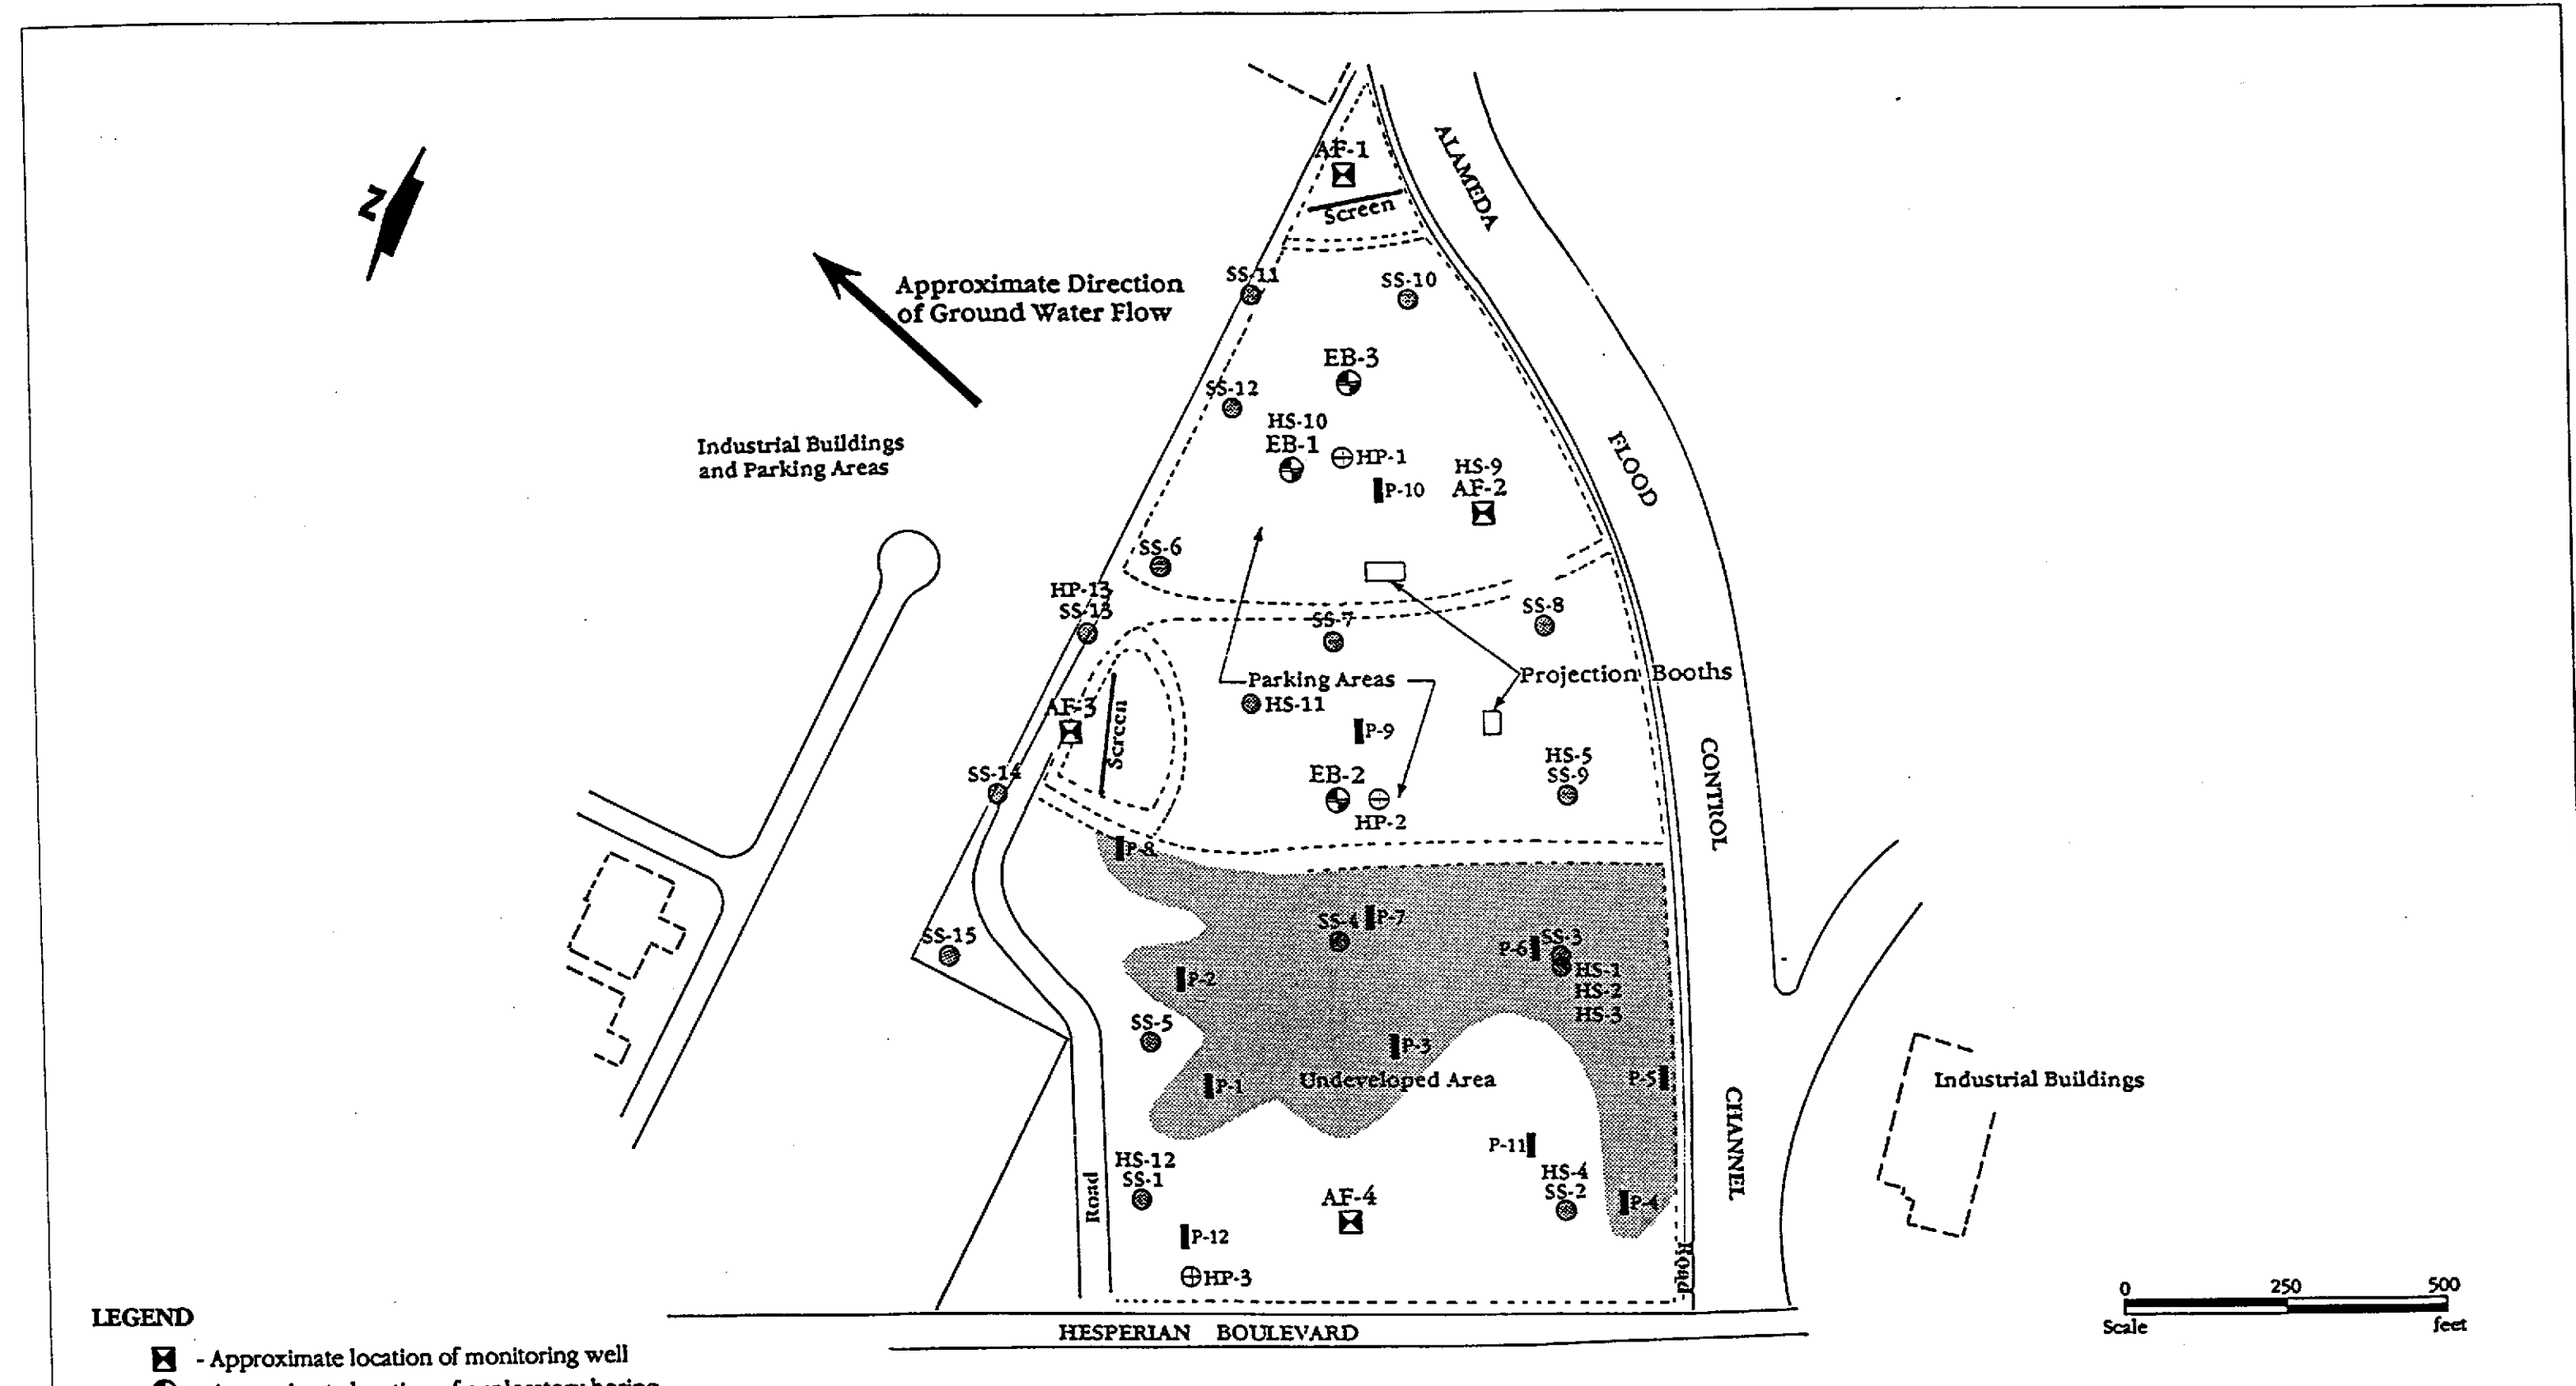 ALAMEDA
AF-1
Screen
N
SS-11
SS-10
Approximate Direction
of Ground Water Flow
EB-3
SS-12
HS-10
EB-1
HP-1
HS-9
AF-2
P-10
Industrial Buildings
and Parking Areas
FLOOD
SS-6
HP-13
SS-13
SS-7
SS-8
Parking Areas
Projection Booths
HS-11
AF-3
Screen
P-9
SS-14
EB-2
HP-2
HS-5
SS-9
CONTROL
P-8
SS-4
P-7
P-6
SS-3
HS-1
HS-2
HS-3
SS-15
P-2
SS-5
P-3
P-1
Undeveloped Area
P-5
Industrial Buildings
CHANNEL
P-11
HS-12
SS-1
HS-4
SS-2
AF-4
P-4
Road
P-12
HP-3
Road
0 250 500
Scale feet
HESPERIAN BOULEVARD
LEGEND
- Approximate location of monitoring well